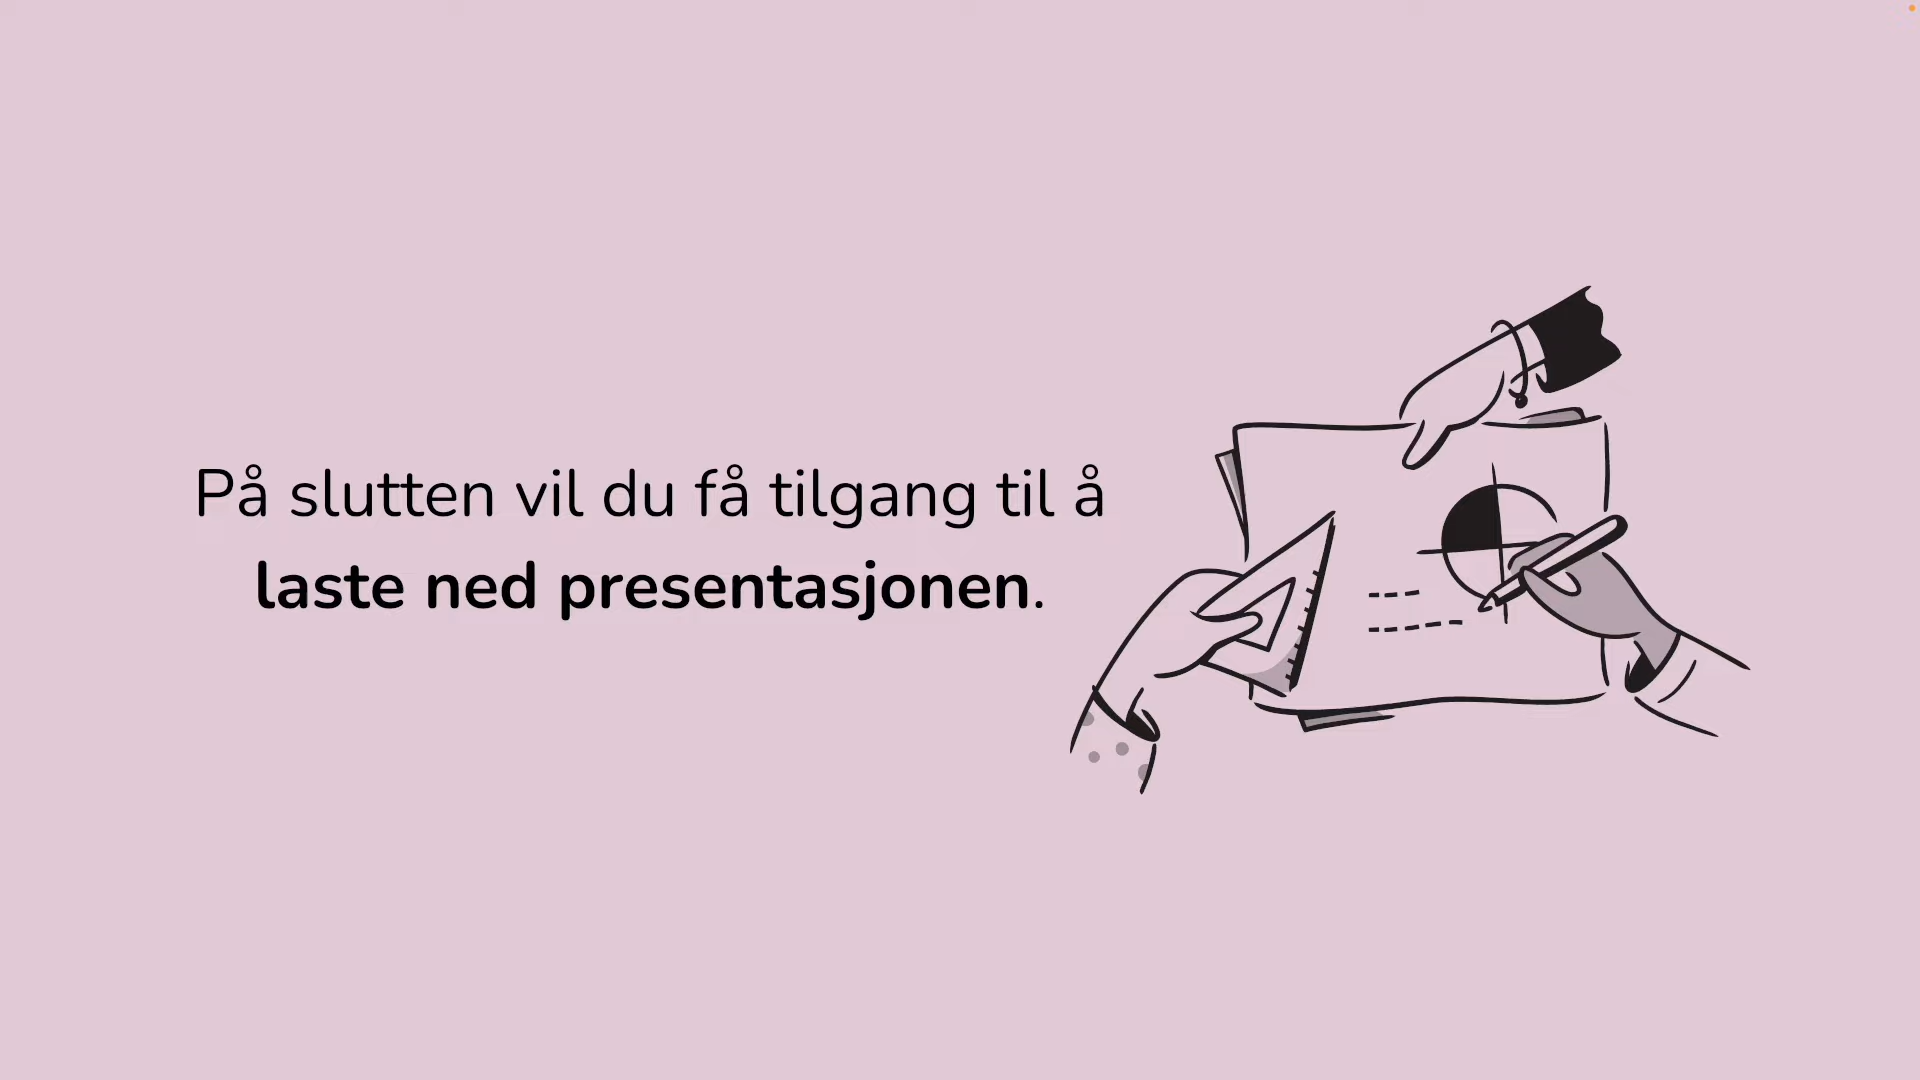 På slutten vil du få tilgang til å
laste ned presentasjonen.